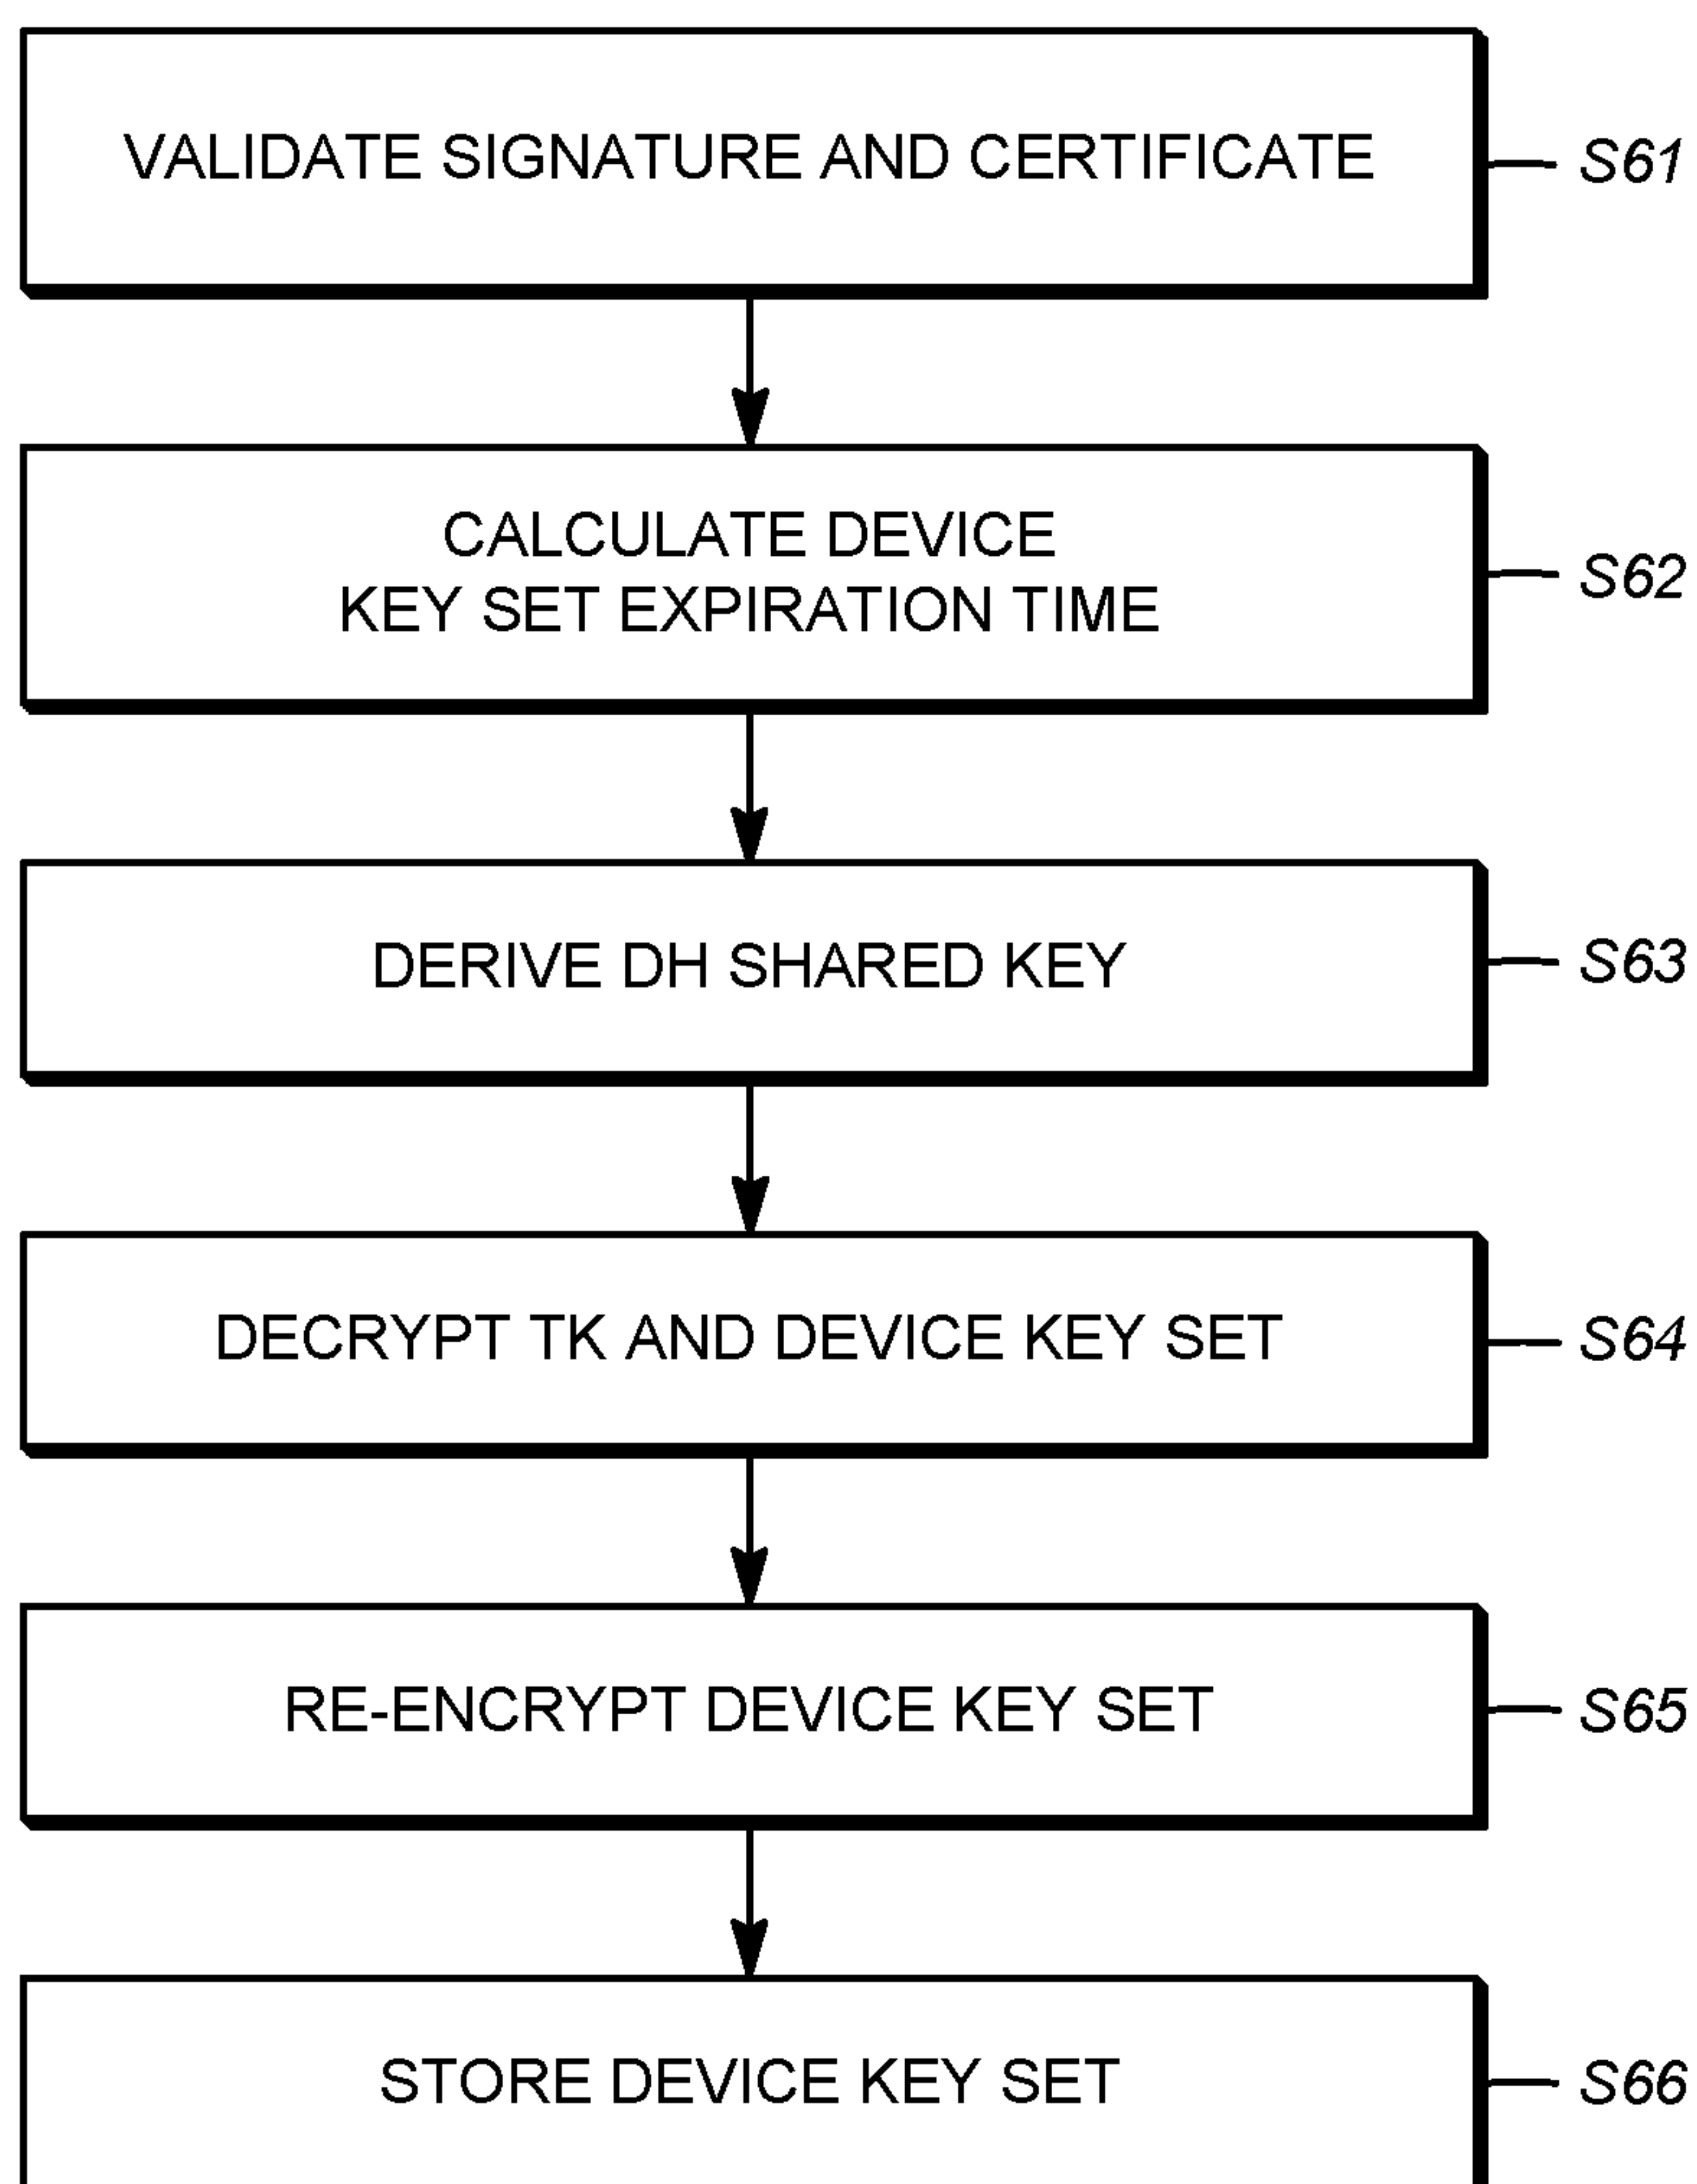 VALIDATE SIGNATURE AND CERTIFICATE
S61
CALCULATE DEVICE
KEY SET EXPIRATION TIME
S62
DERIVE DH SHARED KEY
S63
DECRYPT TK AND DEVICE KEY SET
S64
RE-ENCRYPT DEVICE KEY SET
S65
STORE DEVICE KEY SET
S66